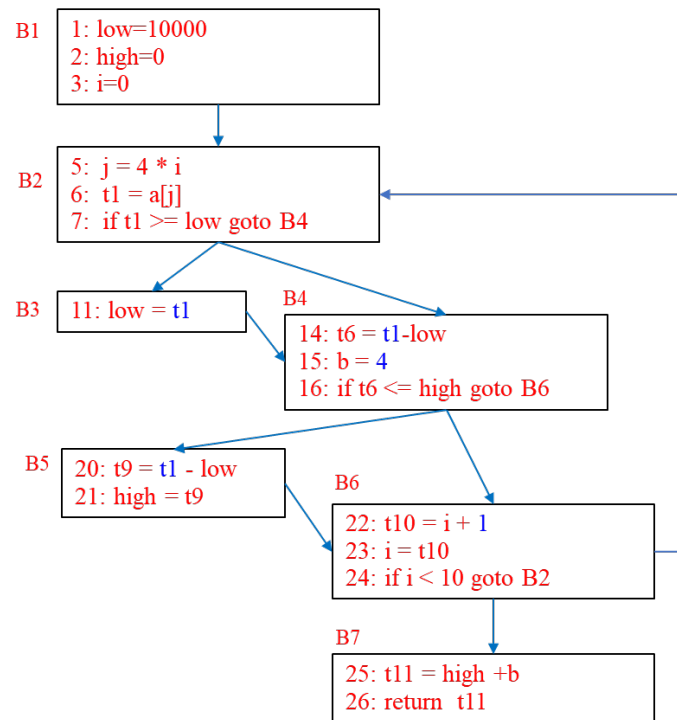 B1
1: low=10000
2: high=0
3: i=0
B2
5: j = 4 * i
6: t1 = a[j]
7: if t1 >= low goto B4
B3
11: low = t1
B4
14: t6 = t1-low
15: b = 4
16: if t6 <= high goto B6
B5
20: t9 = t1 - low
21: high = t9
B6
22: t10 = i + 1
23: i = t10
24: if i < 10 goto B2
B7
25: t11 = high +b
26: return t11